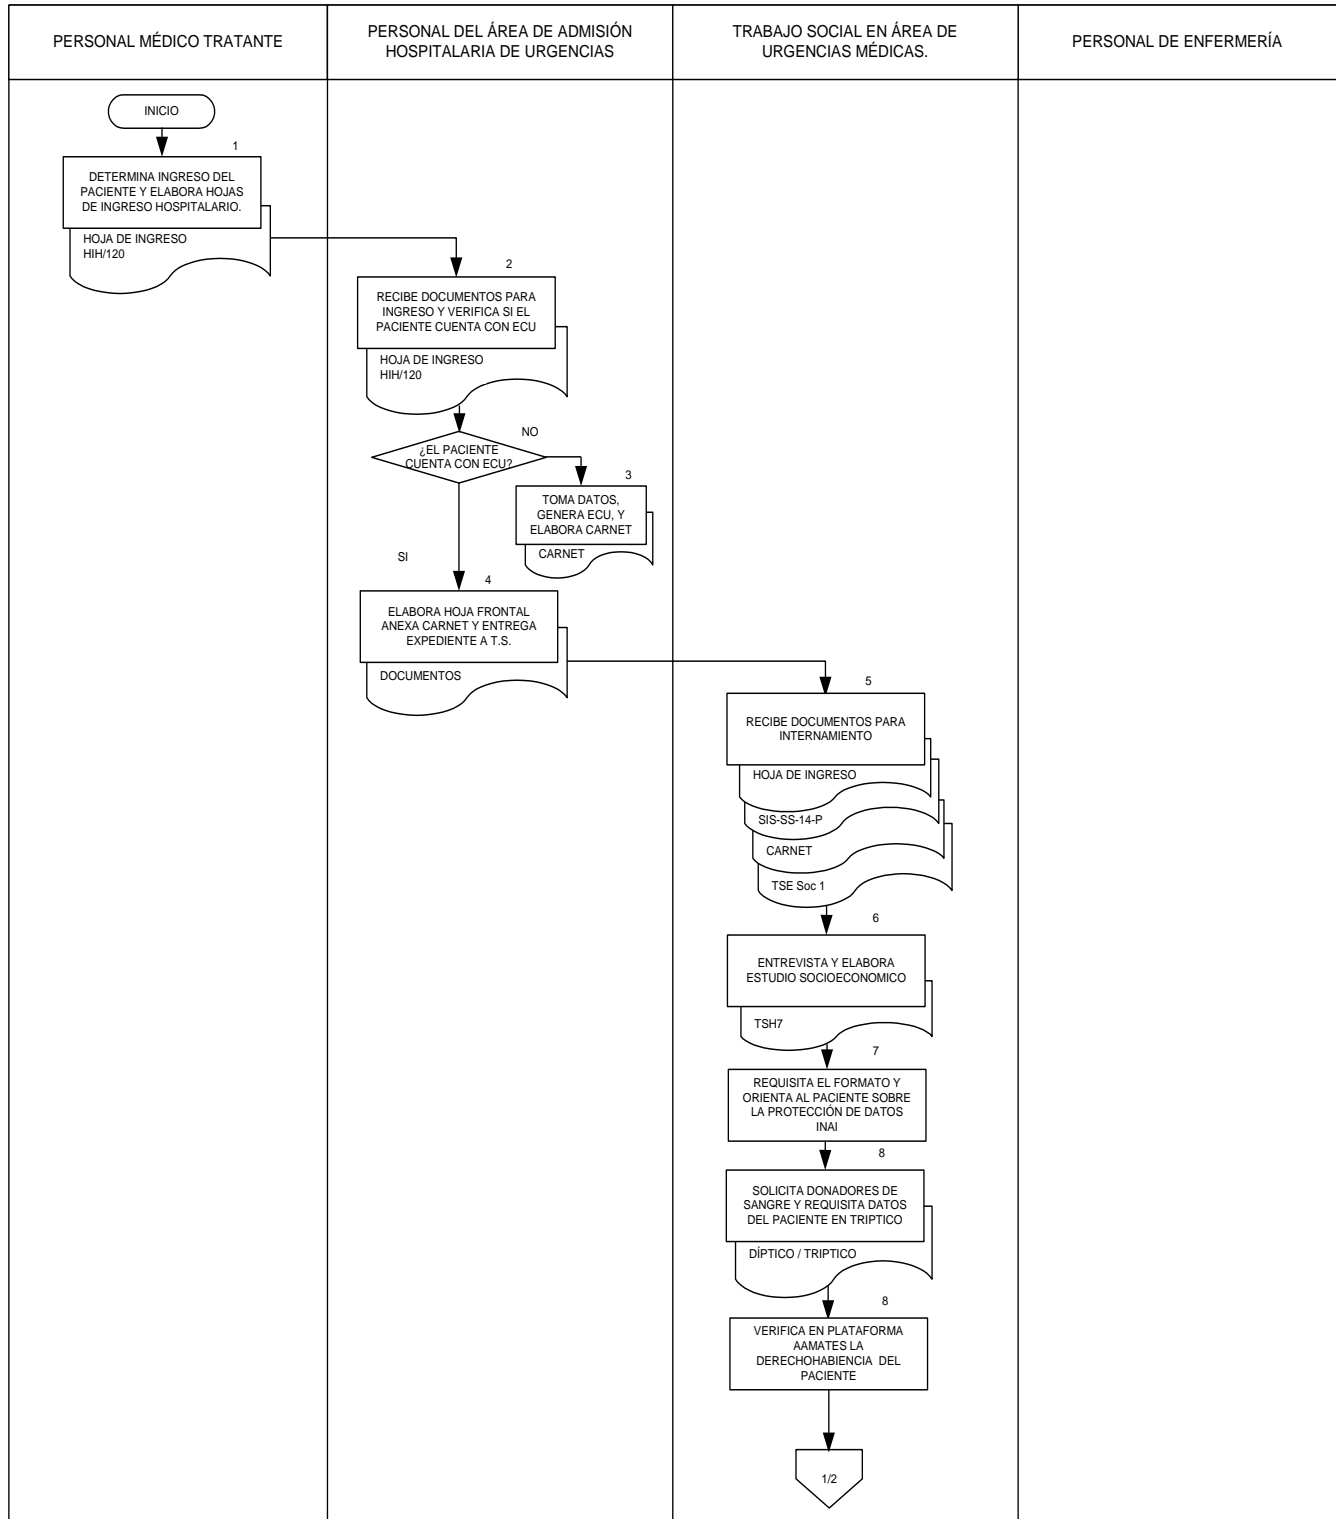 PERSONAL MÉDICO TRATANTE
PERSONAL DEL ÁREA DE ADMISIÓN
HOSPITALARIA DE URGENCIAS
TRABAJO SOCIAL EN ÁREA DE
URGENCIAS MÉDICAS.
PERSONAL DE ENFERMERÍA
INICIO
1
DETERMINA INGRESO DEL
PACIENTE Y ELABORA HOJAS
DE INGRESO HOSPITALARIO.
HOJA DE INGRESO
HIH/120
2
RECIBE DOCUMENTOS PARA
INGRESO Y VERIFICA SI EL
PACIENTE CUENTA CON ECU
HOJA DE INGRESO
HIH/120
¿EL PACIENTE
CUENTA CON ECU?
NO
3
TOMA DATOS,
GENERA ECU, Y
ELABORA CARNET
CARNET
SI
4
ELABORA HOJA FRONTAL
ANEXA CARNET Y ENTREGA
EXPEDIENTE A T.S.
DOCUMENTOS
5
RECIBE DOCUMENTOS PARA
INTERNAMIENTO
HOJA DE INGRESO
SIS-SS-14-P
CARNET
TSE Soc 1
6
ENTREVISTA Y ELABORA
ESTUDIO SOCIOECONOMICO
TSH7
7
REQUISITA EL FORMATO Y
ORIENTA AL PACIENTE SOBRE
LA PROTECCIÓN DE DATOS
INAI
8
SOLICITA DONADORES DE
SANGRE Y REQUISITA DATOS
DEL PACIENTE EN TRIPTICO
DÍPTICO / TRIPTICO
8
VERIFICA EN PLATAFORMA
AAMATES LA
DERECHOHABIENCIA DEL
PACIENTE
1/2